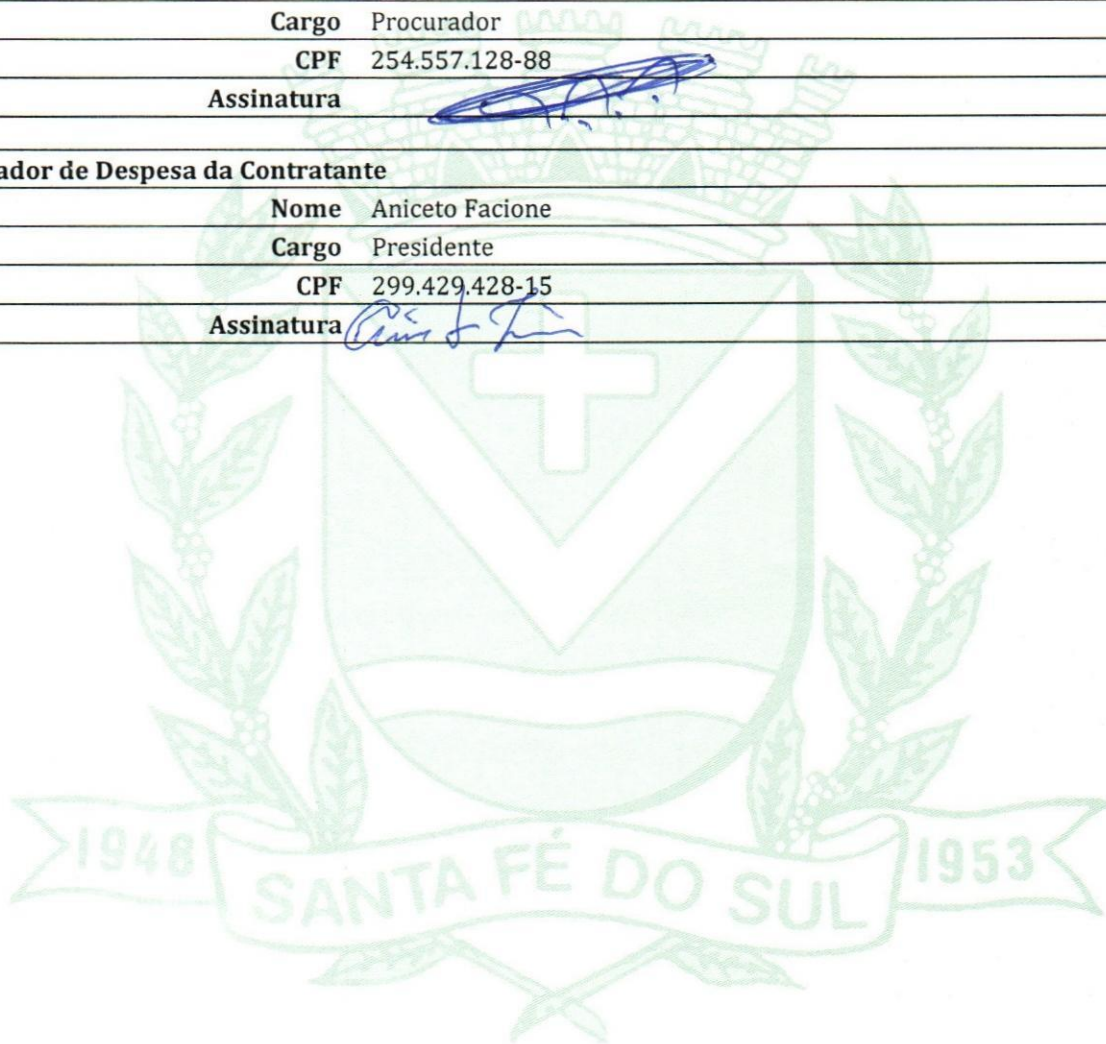 Cargo Procurador
CPF 254.557.128-88
Assinatura
ador de Despesa da Contratante
Nome Aniceto Facione
Cargo Presidente
CPF 299.429.428-15
Assinatura
1948 SANTA FÉ DO SUL 1953